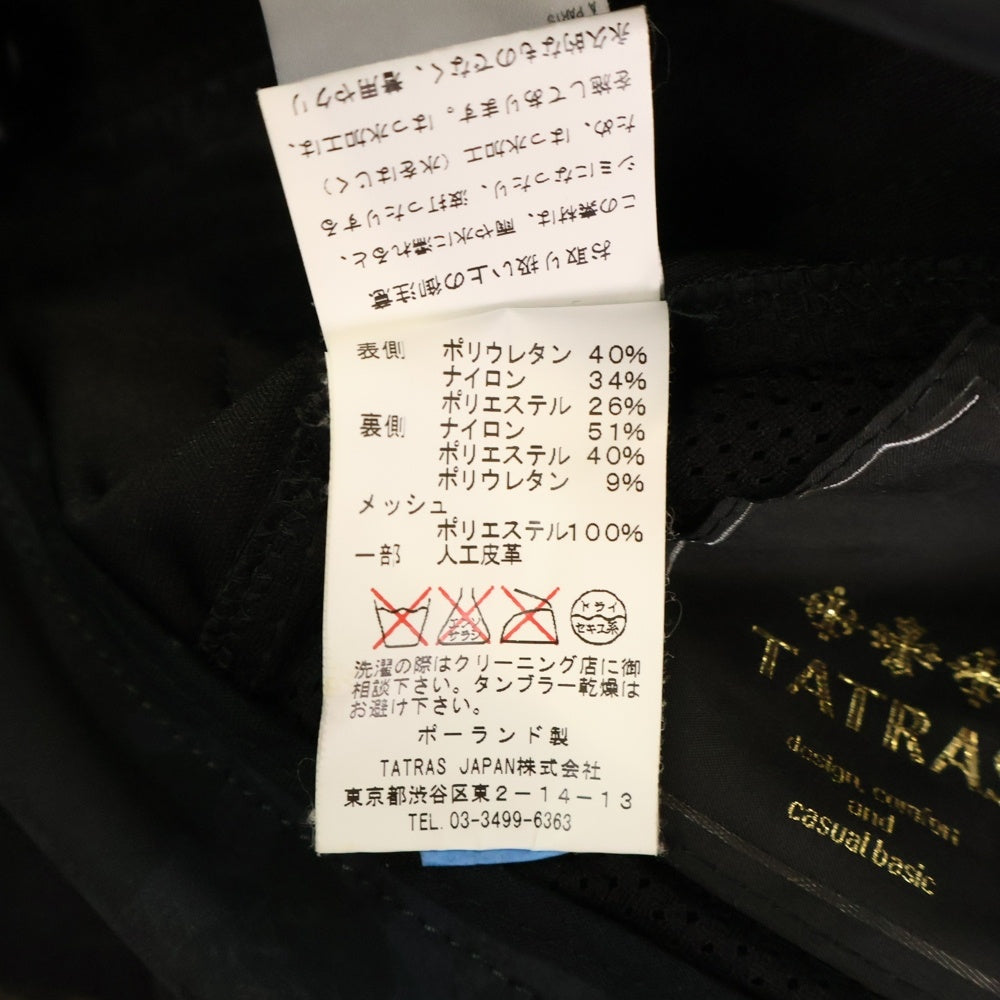 A PARIS
お取り扱い上の御注意
この素材は、雨や水に濡れると、
シミになったり、波打ったりする
ため、はっ水加工（水をはじく）
を施してあります。はっ水加工は、
永久的なものでなく、着用やクリ
表側 ポリウレタン 40%
ナイロン 34%
ポリエステル 26%
裏側 ナイロン 51%
ポリエステル 40%
ポリウレタン 9%
メッシュ
ポリエステル100%
一部 人工皮革
エンソ
サラシ
ドライ
セキユ系
洗濯の際はクリーニング店に御
相談下さい。タンブラー乾燥は
お避け下さい。
ポーランド製
TATRAS JAPAN株式会社
東京都渋谷区東2-14-13
TEL. 03-3499-6363
TATRAS
design, comfort
and
casual basic